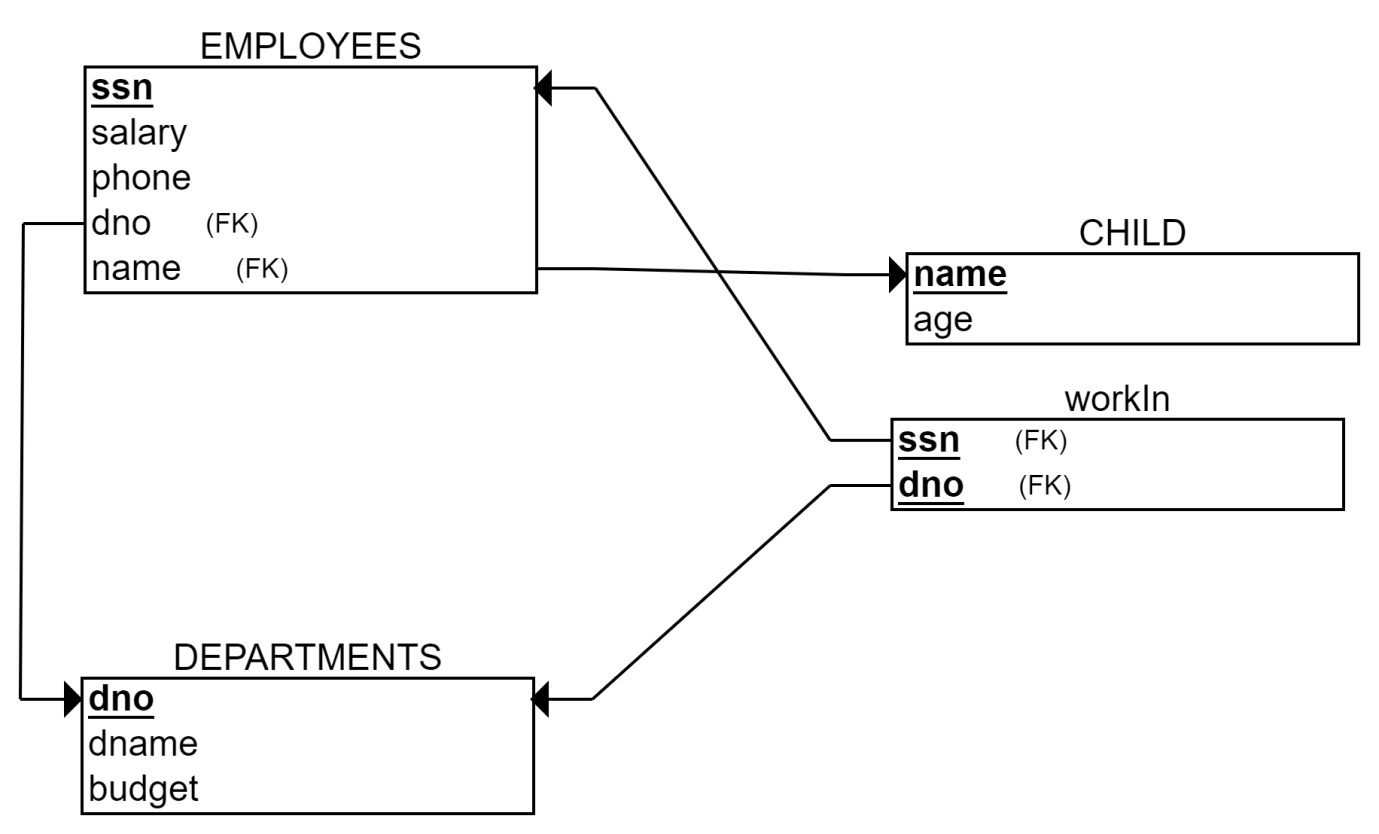 EMPLOYEES
ssn
salary
phone
dno (FK)
name (FK)
CHILD
name
age
workIn
ssn (FK)
dno (FK)
DEPARTMENTS
dno
dname
budget